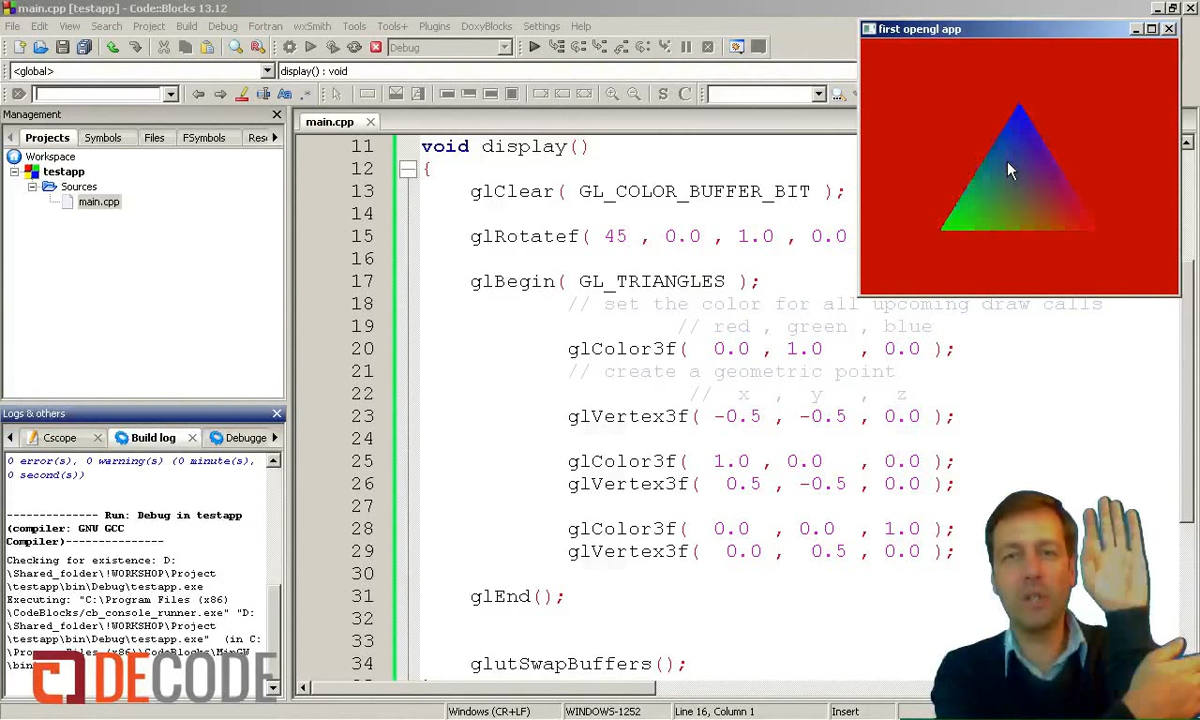 main.cpp [testapp] - Code::Blocks 13.12
File Edit View Search Project Build Debug Fortran wxSmith Tools Tools+ Plugins DoxyBlocks Settings Help
first opengl app
Debug
<global>
display() : void
Management
main.cpp
Projects Symbols Files FSymbols
Workspace
testapp
Sources
main.cpp
11 void display()
12 {
13 glClear( GL_COLOR_BUFFER_BIT );
14
15 glRotatef( 45 , 0.0 , 1.0 , 0.0
16
17 glBegin( GL_TRIANGLES );
18 // set the color for all upcoming draw calls
19 // red , green , blue
20 glColor3f( 0.0 , 1.0 , 0.0 );
21 // create a geometric point
22 // x , y , z
23 glVertex3f( -0.5 , -0.5 , 0.0 );
24
25 glColor3f( 1.0 , 0.0 , 0.0 );
26 glVertex3f( 0.5 , -0.5 , 0.0 );
27
28 glColor3f( 0.0 , 0.0 , 1.0 );
29 glVertex3f( 0.0 , 0.5 , 0.0 );
30
31 glEnd();
32
33
34 glutSwapBuffers();
Logs & others
Cscope Build log Debugge
0 error(s), 0 warning(s) (0 minute(s),
0 second(s))
-------------- Run: Debug in testapp
(compiler: GNU GCC
Compiler)---------------
Checking for existence: D:
\Shared_folder\!WORKSHOP\Project
\testapp\bin\Debug\testapp.exe
Executing: "C:\Program Files (x86)
\CodeBlocks/cb_console_runner.exe" "D:
\Shared_folder\!WORKSHOP\Project
\testapp\bin\Debug\testapp.exe" (in C:
DECODE
Windows (CR+LF) WINDOWS-1252 Line 16, Column 1 Insert